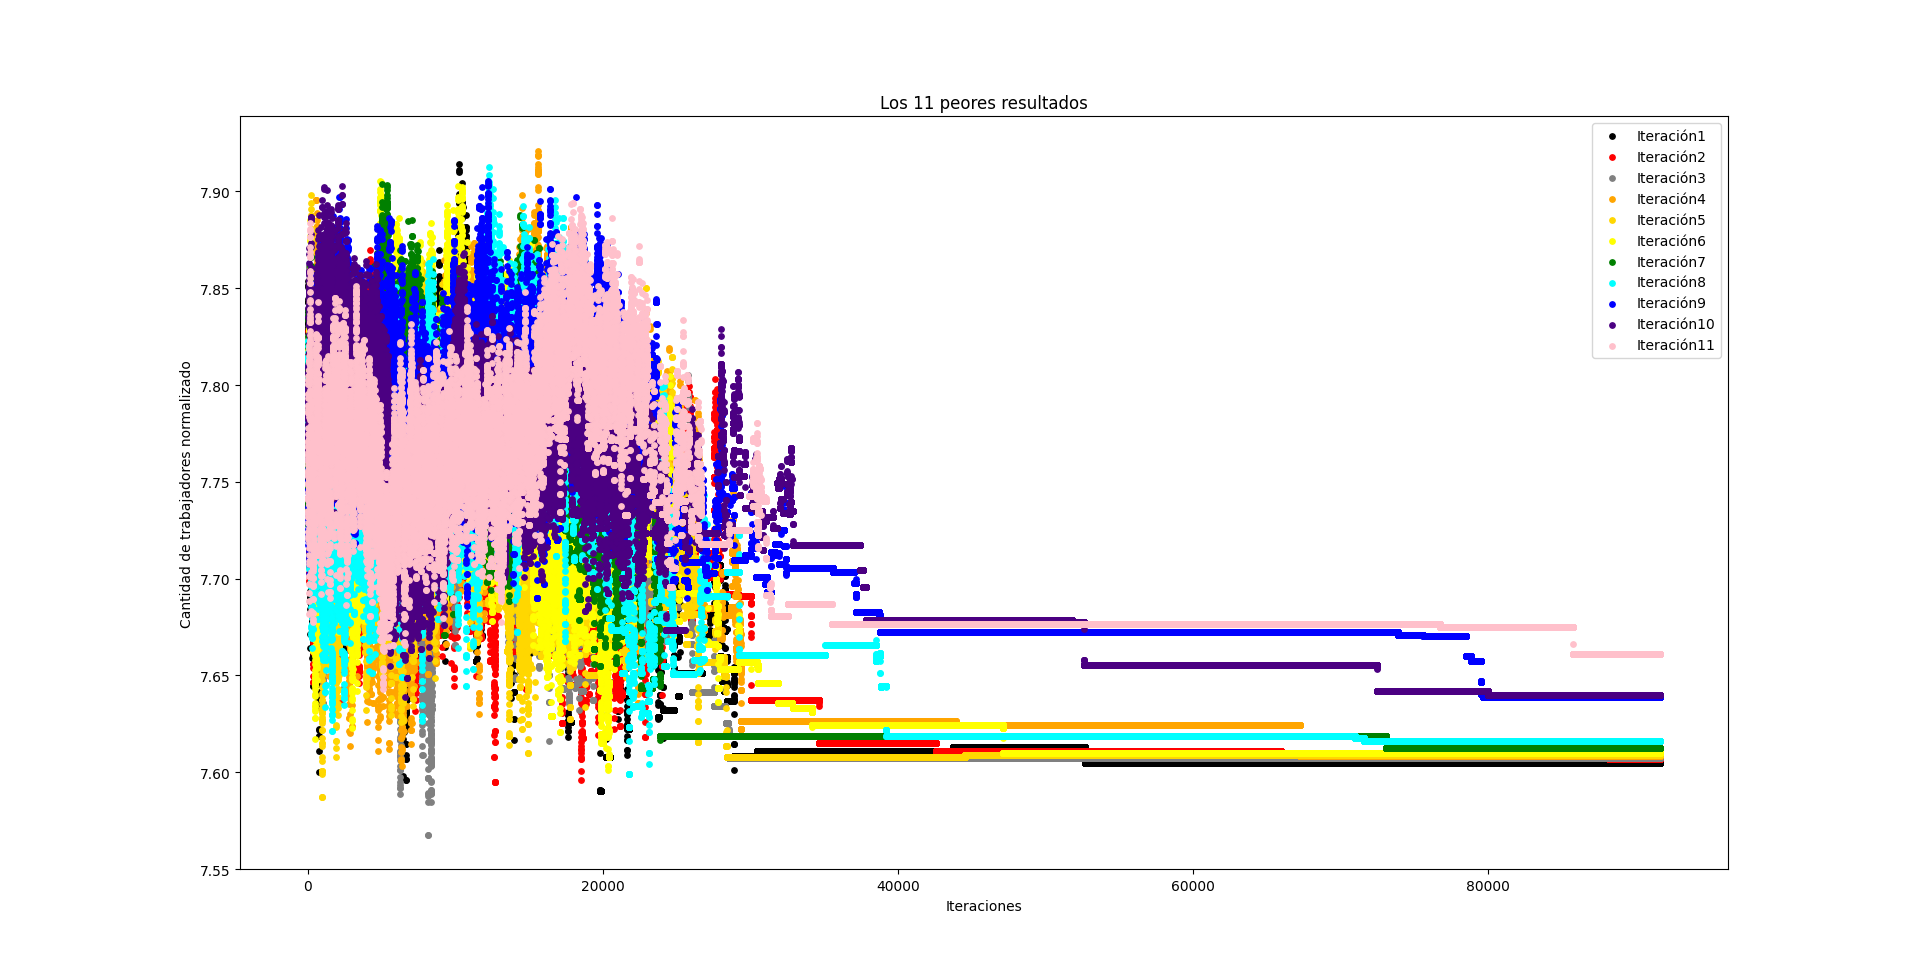 Los 11 peores resultados
Cantidad de trabajadores normalizado
7.90
7.85
7.80
7.75
7.70
7.65
7.60
7.55
0
20000
40000
60000
80000
Iteraciones
Iteración1
Iteración2
Iteración3
Iteración4
Iteración5
Iteración6
Iteración7
Iteración8
Iteración9
Iteración10
Iteración11